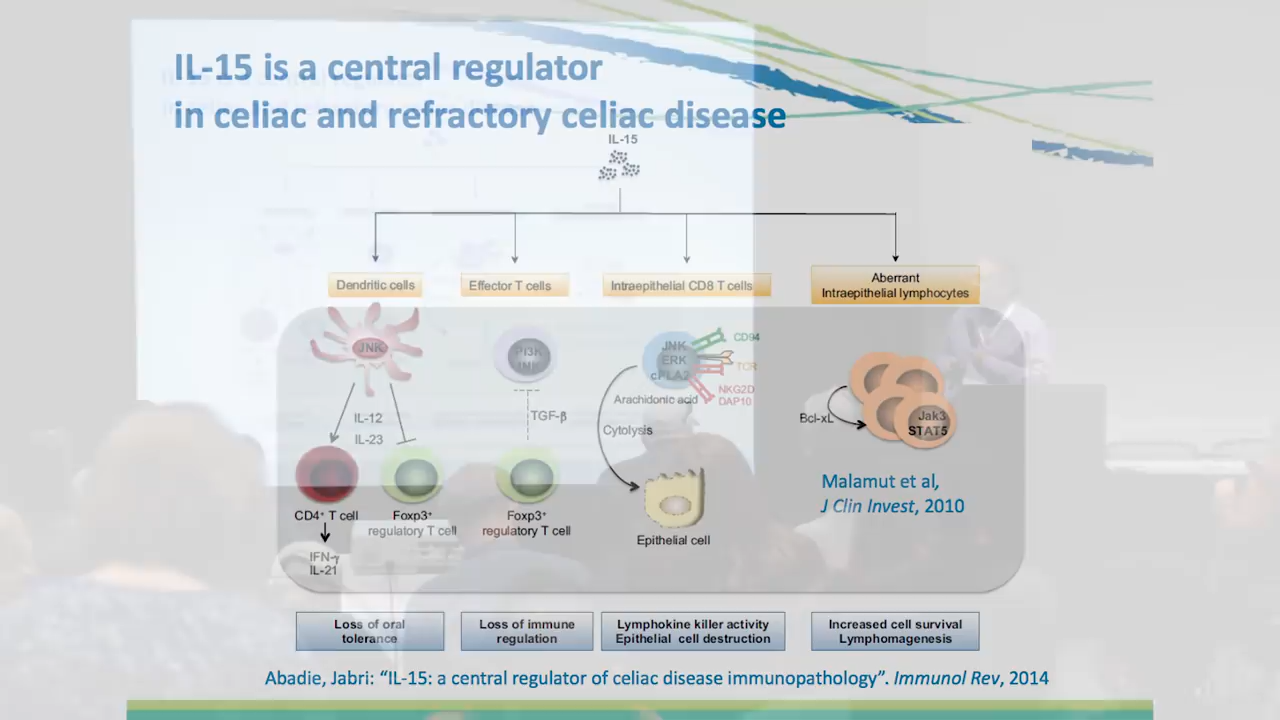 IL-15 is a central regulator
in celiac and refractory celiac disease
IL-15
Dendritic cells
Effector T cells
Intraepithelial CD8 T cells
Aberrant
Intraepithelial lymphocytes
JNK
PI3K
JNK
JNK
ERK
cPLA2
CD94
TCR
NKG2D
DAP10
Arachidonic acid
IL-12
IL-23
TGF-β
Cytolysis
Bcl-xL
Jak3
STAT5
Malamut et al,
J Clin Invest, 2010
CD4+ T cell
Foxp3+
regulatory T cell
Foxp3+
regulatory T cell
Epithelial cell
IFN-γ
IL-21
Loss of oral
tolerance
Loss of immune
regulation
Lymphokine killer activity
Epithelial cell destruction
Increased cell survival
Lymphomagenesis
Abadie, Jabri: “IL-15: a central regulator of celiac disease immunopathology”. Immunol Rev, 2014